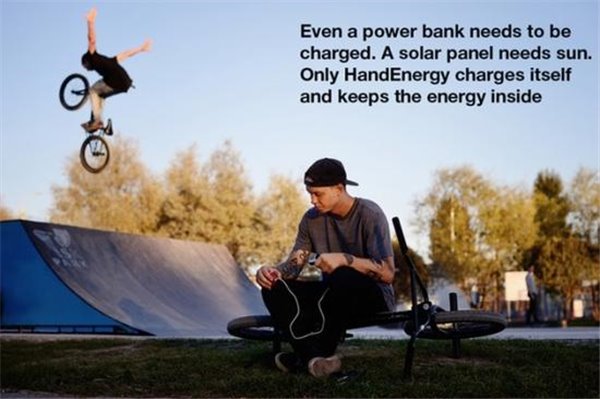 Even a power bank needs to be
charged. A solar panel needs sun.
Only HandEnergy charges itself
and keeps the energy inside